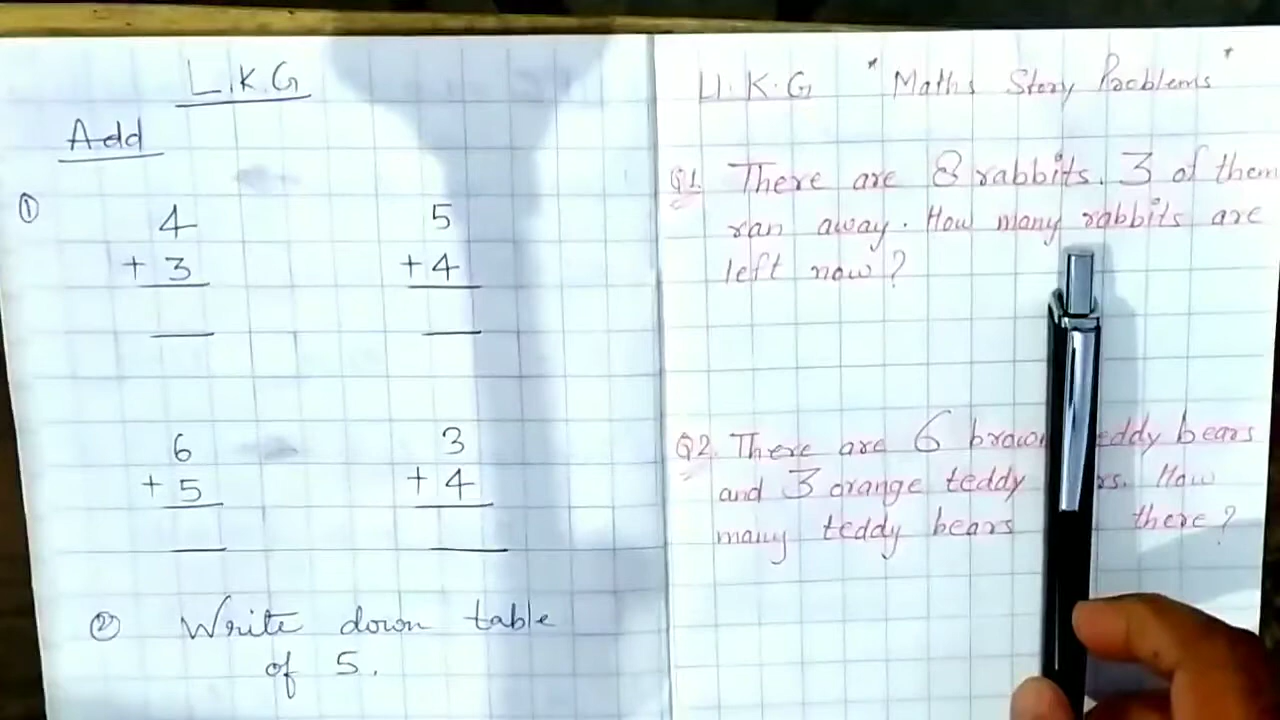 L.K.G
Add
① 4 5
+ 3 + 4
6 3
+ 5 + 4
② Write down table
of 5.
U.K.G "Maths Story Problems"
Q1. There are 8 rabbits. 3 of them
ran away. How many rabbits are
left now?
Q2. There are 6 brown teddy bears
and 3 orange teddy How
many teddy bears there?